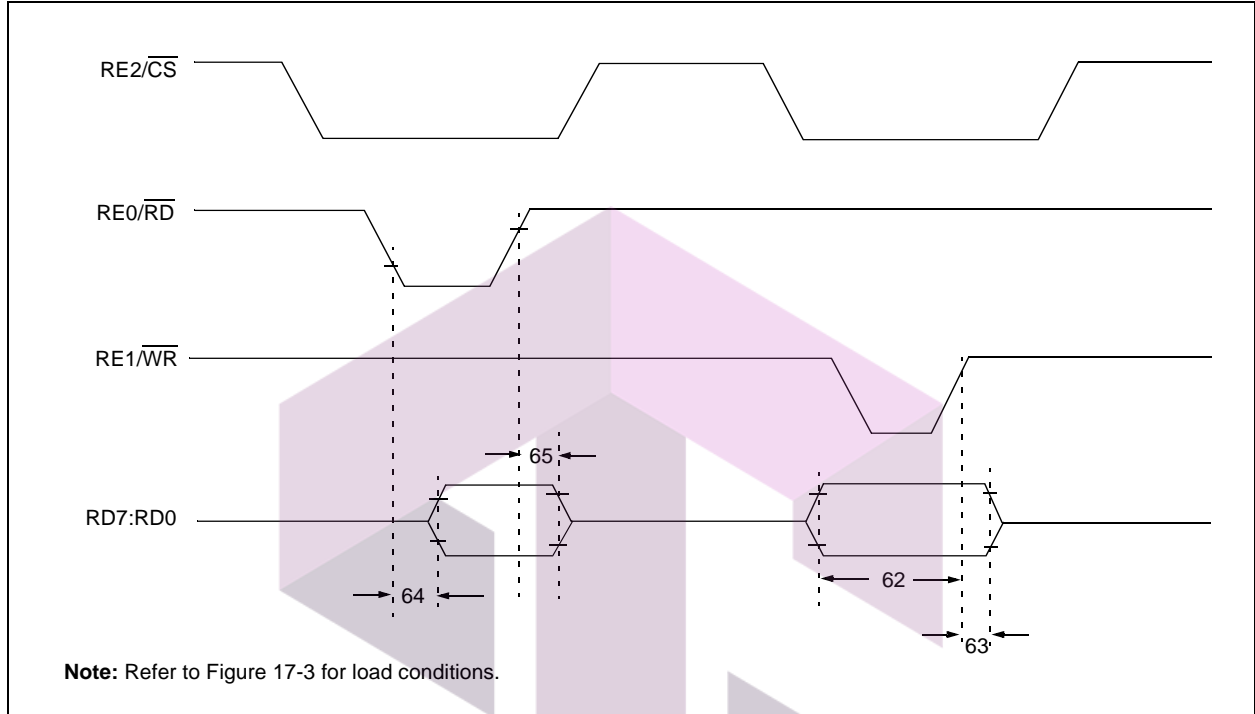 RE2/CS
RE0/RD
RE1/WR
65
RD7:RD0
62
64
63
Note: Refer to Figure 17-3 for load conditions.